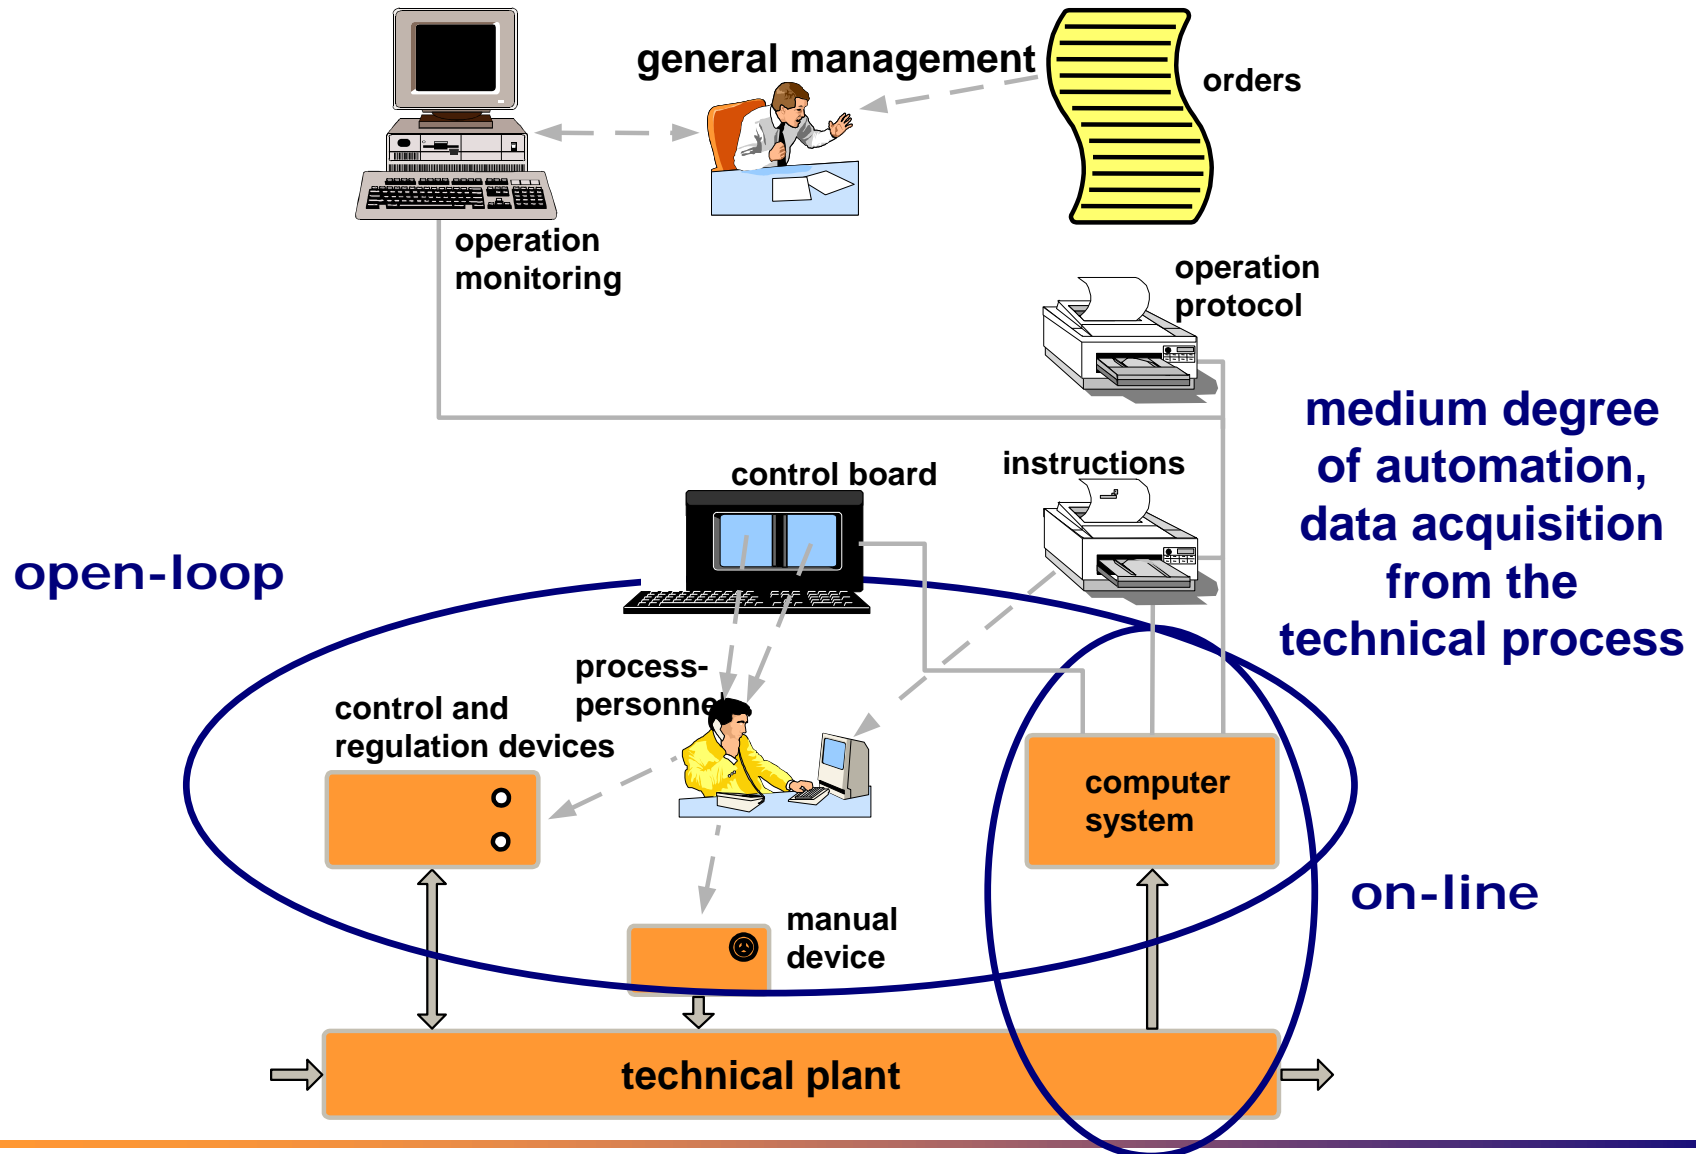 general management
orders
operation
monitoring
operation
protocol
medium degree
of automation,
data acquisition
from the
technical process
control board
instructions
open-loop
process-
personnel
control and
regulation devices
computer
system
on-line
manual
device
technical plant